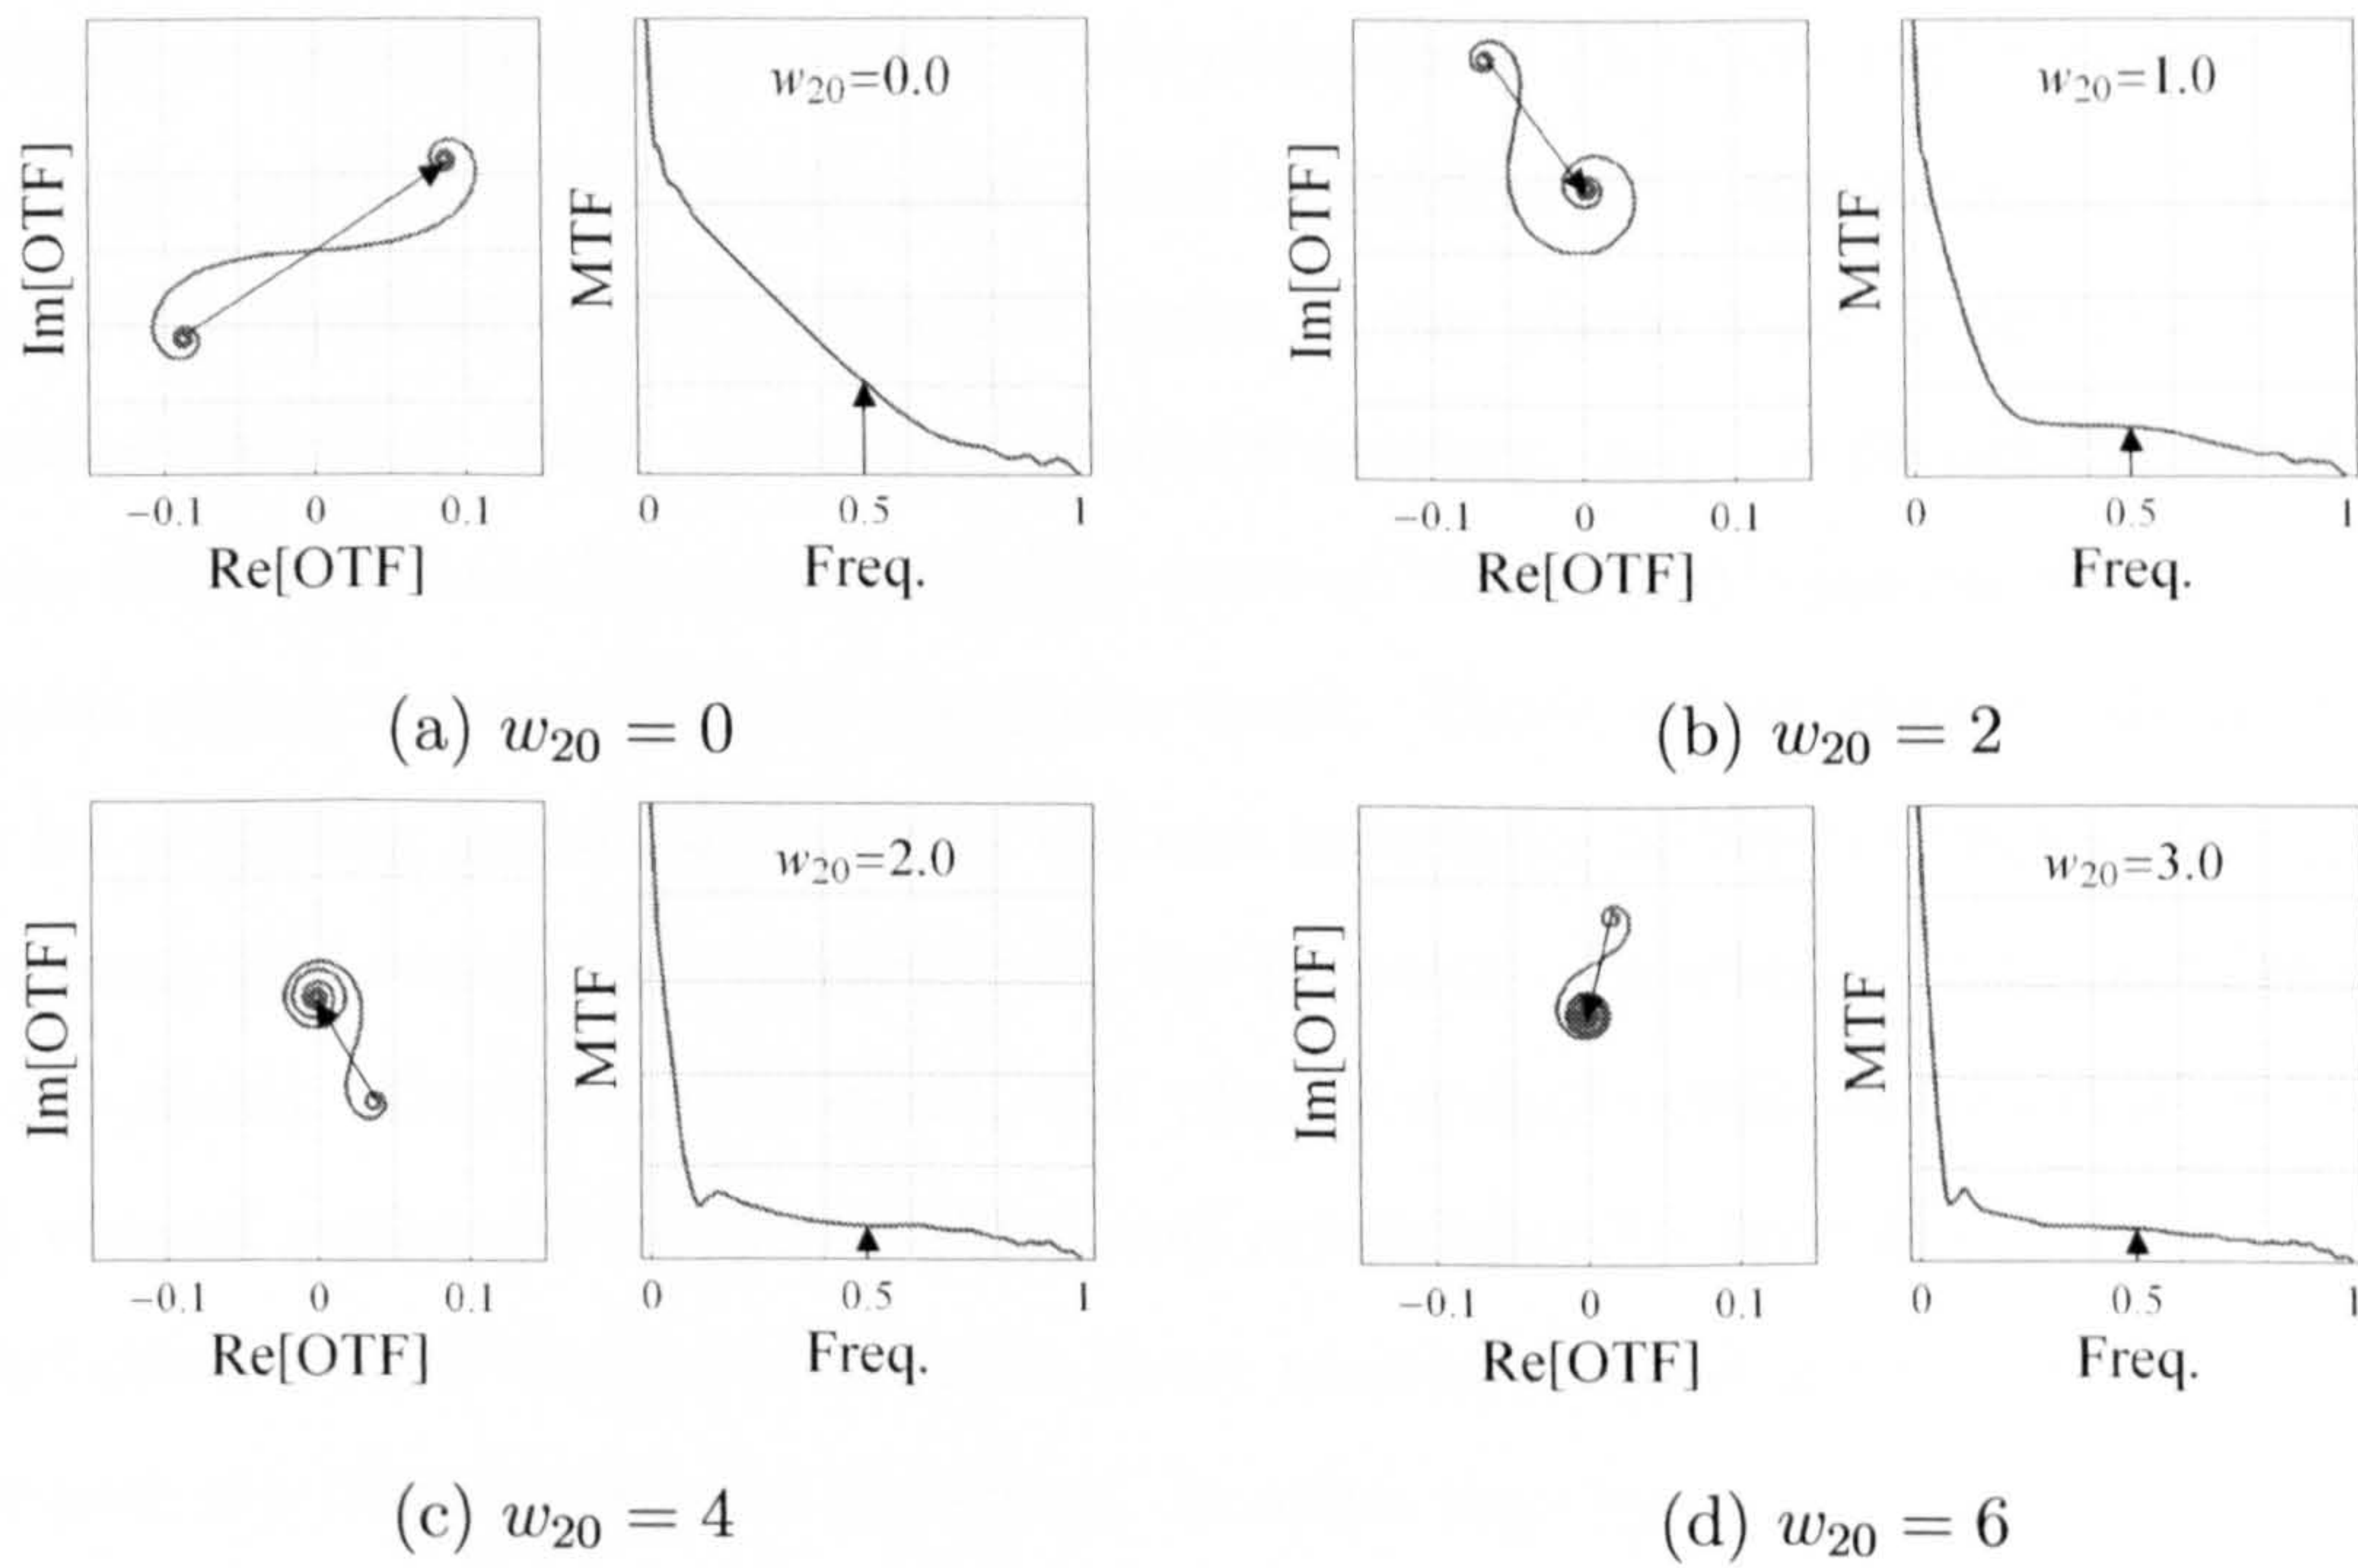 Im[OTF]
−0.1 0 0.1
Re[OTF]
MTF
w20=0.0
0 0.5 1
Freq.
(a) w20 = 0
Im[OTF]
−0.1 0 0.1
Re[OTF]
MTF
w20=1.0
0 0.5 1
Freq.
(b) w20 = 2
Im[OTF]
−0.1 0 0.1
Re[OTF]
MTF
w20=2.0
0 0.5 1
Freq.
(c) w20 = 4
Im[OTF]
−0.1 0 0.1
Re[OTF]
MTF
w20=3.0
0 0.5 1
Freq.
(d) w20 = 6